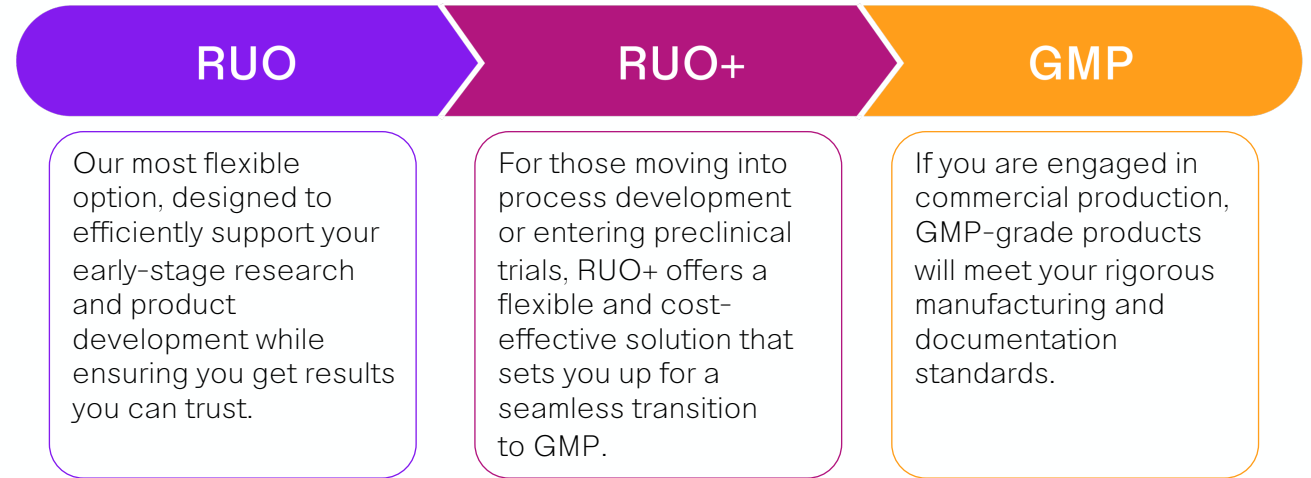 RUO
RUO+
GMP
Our most flexible
option, designed to
efficiently support your
early-stage research
and product
development while
ensuring you get results
you can trust.
For those moving into
process development
or entering preclinical
trials, RUO+ offers a
flexible and cost-
effective solution that
sets you up for a
seamless transition
to GMP.
If you are engaged in
commercial production,
GMP-grade products
will meet your rigorous
manufacturing and
documentation
standards.